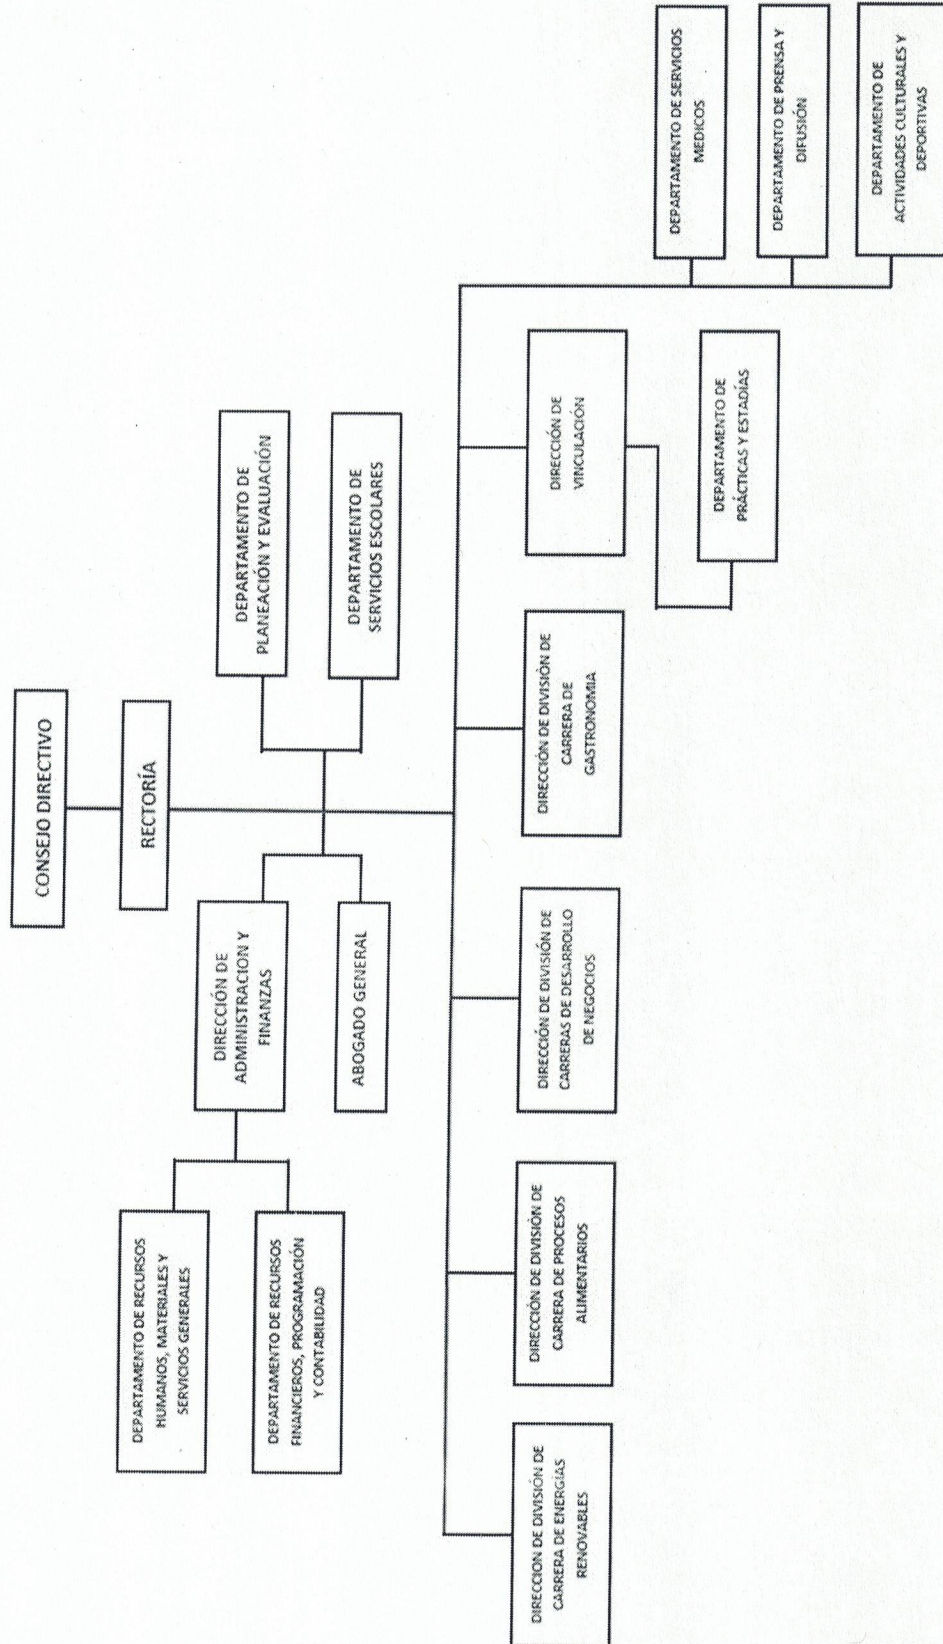 CONSEJO DIRECTIVO
RECTORÍA
DEPARTAMENTO DE RECURSOS
HUMANOS, MATERIALES Y
SERVICIOS GENERALES
DEPARTAMENTO DE RECURSOS
FINANCIEROS, PROGRAMACIÓN
Y CONTABILIDAD
DIRECCIÓN DE
ADMINISTRACION Y
FINANZAS
ABOGADO GENERAL
DEPARTAMENTO DE
PLANEACIÓN Y EVALUACIÓN
DEPARTAMENTO DE
SERVICIOS ESCOLARES
DIRECCION DE DIVISIÓN DE
CARRERA DE ENERGÍAS
RENOVABLES
DIRECCIÓN DE DIVISIÓN DE
CARRERA DE PROCESOS
ALIMENTARIOS
DIRECCIÓN DE DIVISIÓN DE
CARRERAS DE DESARROLLO
DE NEGOCIOS
DIRECCIÓN DE DIVISIÓN DE
CARRERA DE
GASTRONOMIA
DIRECCIÓN DE
VINCULACIÓN
DEPARTAMENTO DE
PRÁCTICAS Y ESTADÍAS
DEPARTAMENTO DE SERVICIOS
MEDICOS
DEPARTAMENTO DE PRENSA Y
DIFUSIÓN
DEPARTAMENTO DE
ACTIVIDADES CULTURALES Y
DEPORTIVAS